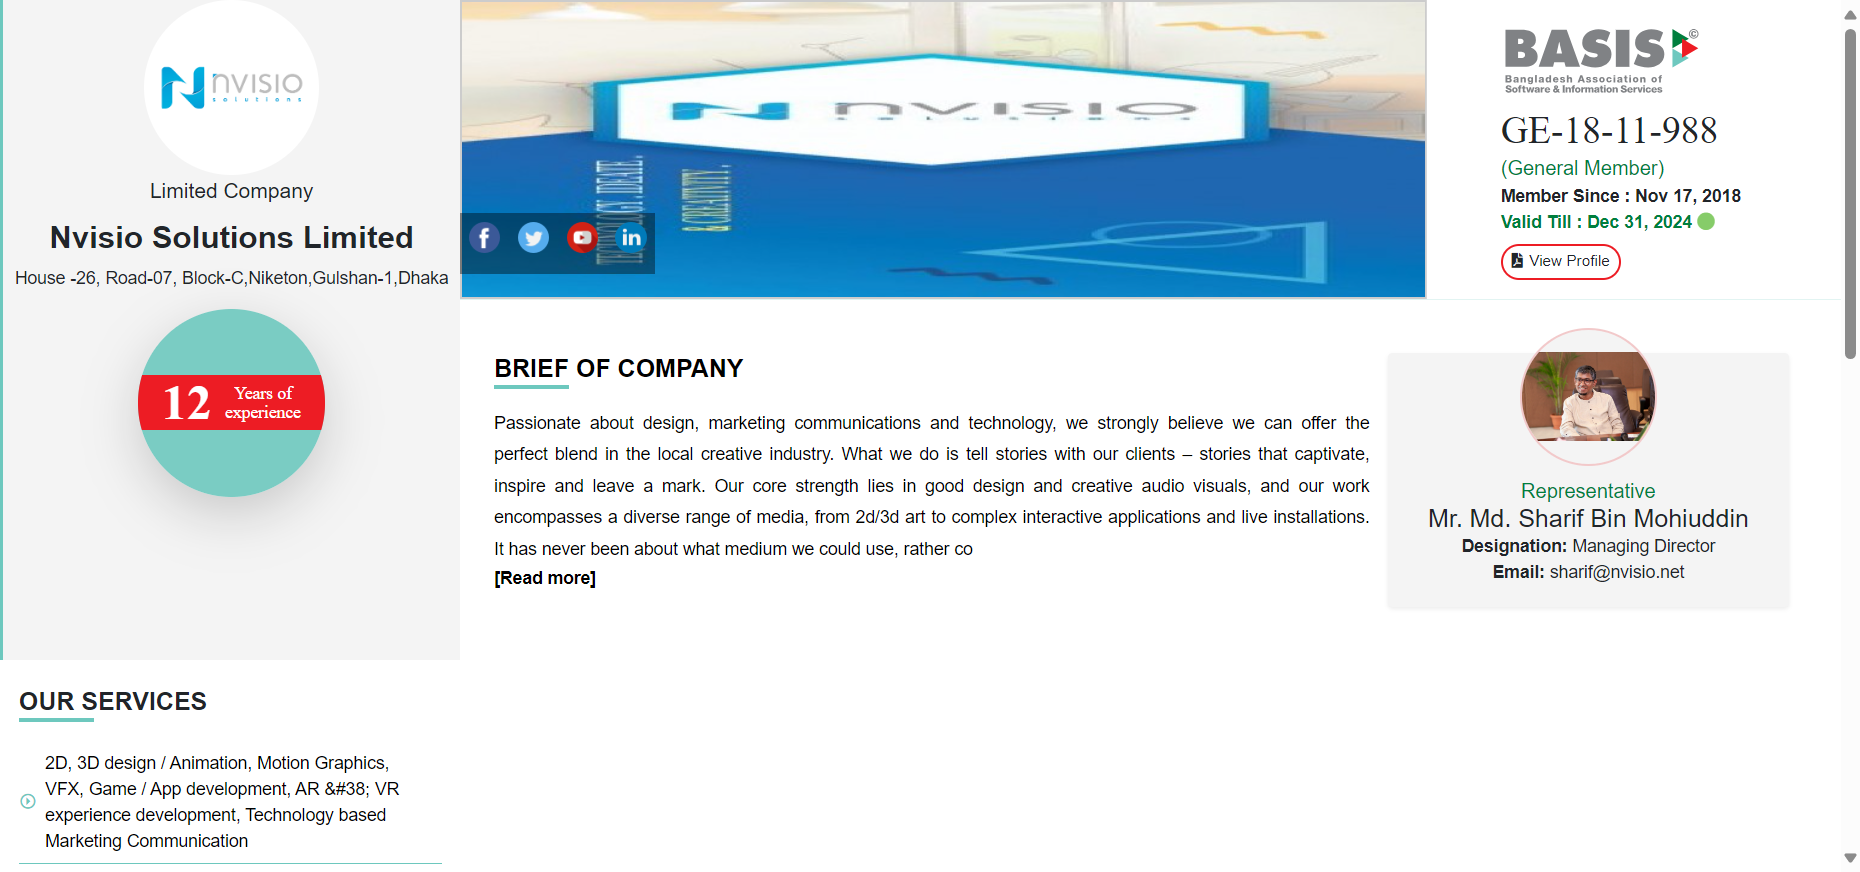 nvisio
solutions
Limited Company
Nvisio Solutions Limited
House -26, Road-07, Block-C,Niketon,Gulshan-1,Dhaka
12 Years of
experience
nvisio
solutions
TECHNOLOGY. IDEATE.
& CREATIVITY.
BASIS ©
Bangladesh Association of
Software & Information Services
GE-18-11-988
(General Member)
Member Since : Nov 17, 2018
Valid Till : Dec 31, 2024
View Profile
BRIEF OF COMPANY
Passionate about design, marketing communications and technology, we strongly believe we can offer the
perfect blend in the local creative industry. What we do is tell stories with our clients – stories that captivate,
inspire and leave a mark. Our core strength lies in good design and creative audio visuals, and our work
encompasses a diverse range of media, from 2d/3d art to complex interactive applications and live installations.
It has never been about what medium we could use, rather co
[Read more]
Representative
Mr. Md. Sharif Bin Mohiuddin
Designation: Managing Director
Email: sharif@nvisio.net
OUR SERVICES
2D, 3D design / Animation, Motion Graphics,
VFX, Game / App development, AR &#38; VR
experience development, Technology based
Marketing Communication